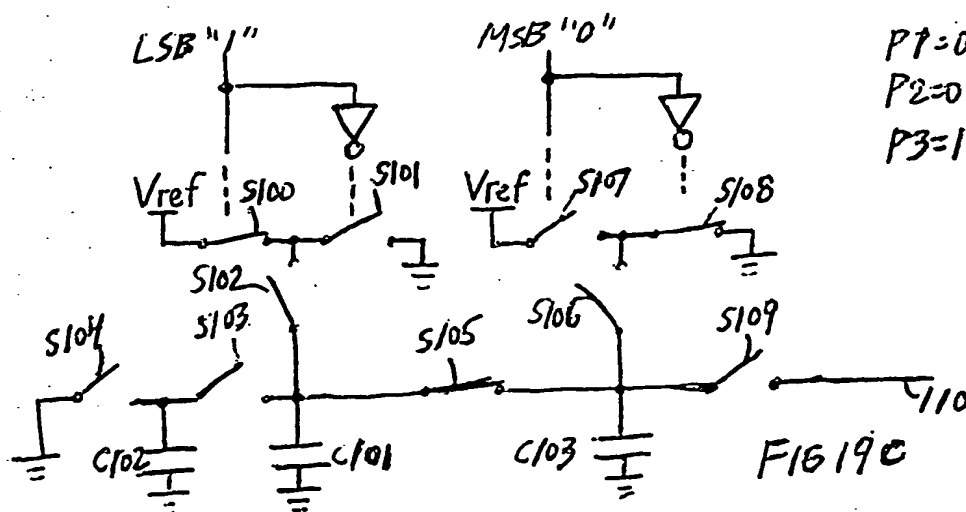 LSB "1"
MSB "0"
P1=0
P2=0
P3=1
Vref
S100
S101
Vref
S107
S108
S102
S103
S104
S105
S106
S109
110
C102
C101
C103
FIG 19C